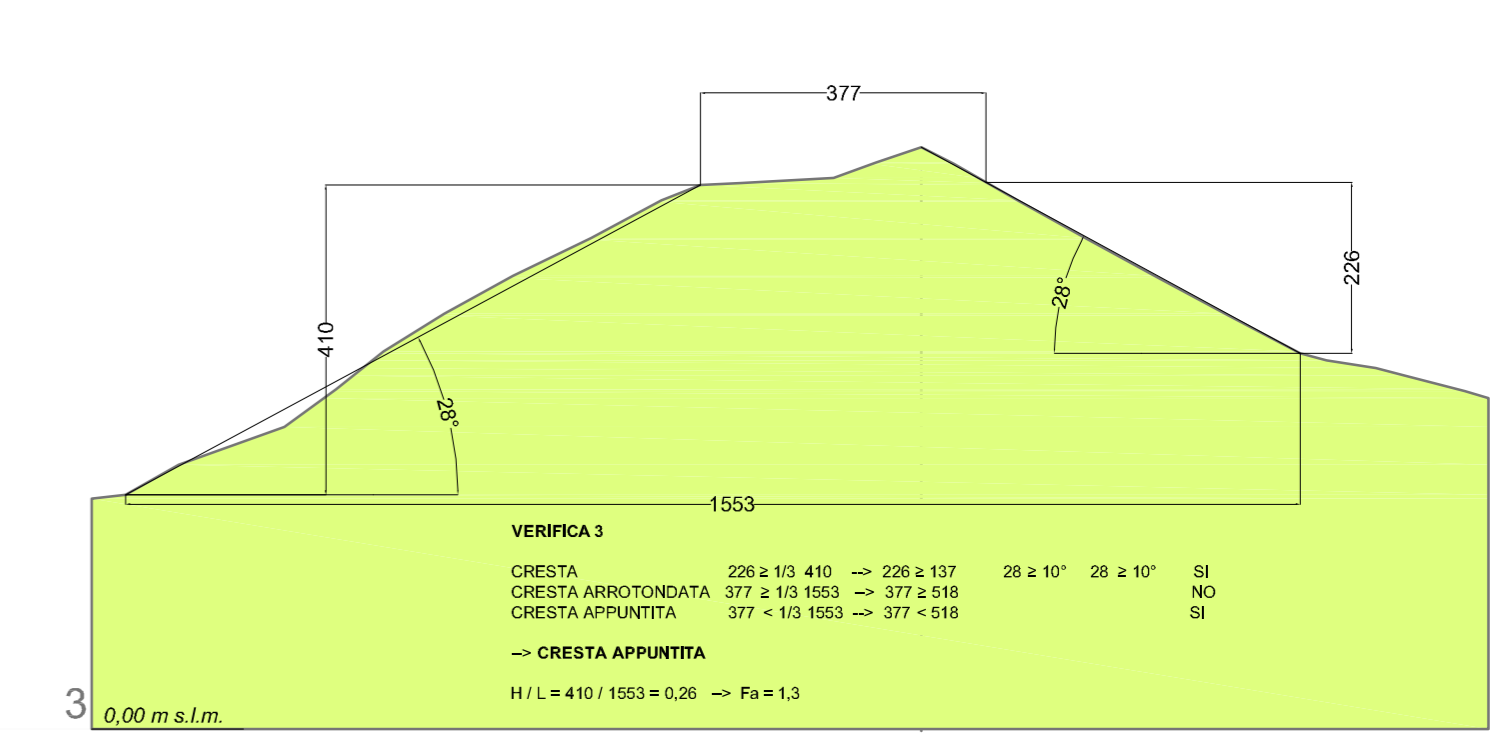 377
410
28°
28°
226
1553
VERIFICA 3
CRESTA 226 ≥ 1/3 410 --> 226 ≥ 137 28 ≥ 10° 28 ≥ 10° SI
CRESTA ARROTONDATA 377 ≥ 1/3 1553 --> 377 ≥ 518 NO
CRESTA APPUNTITA 377 < 1/3 1553 --> 377 < 518 SI
--> CRESTA APPUNTITA
H / L = 410 / 1553 = 0,26 --> Fa = 1,3
3
0,00 m s.l.m.